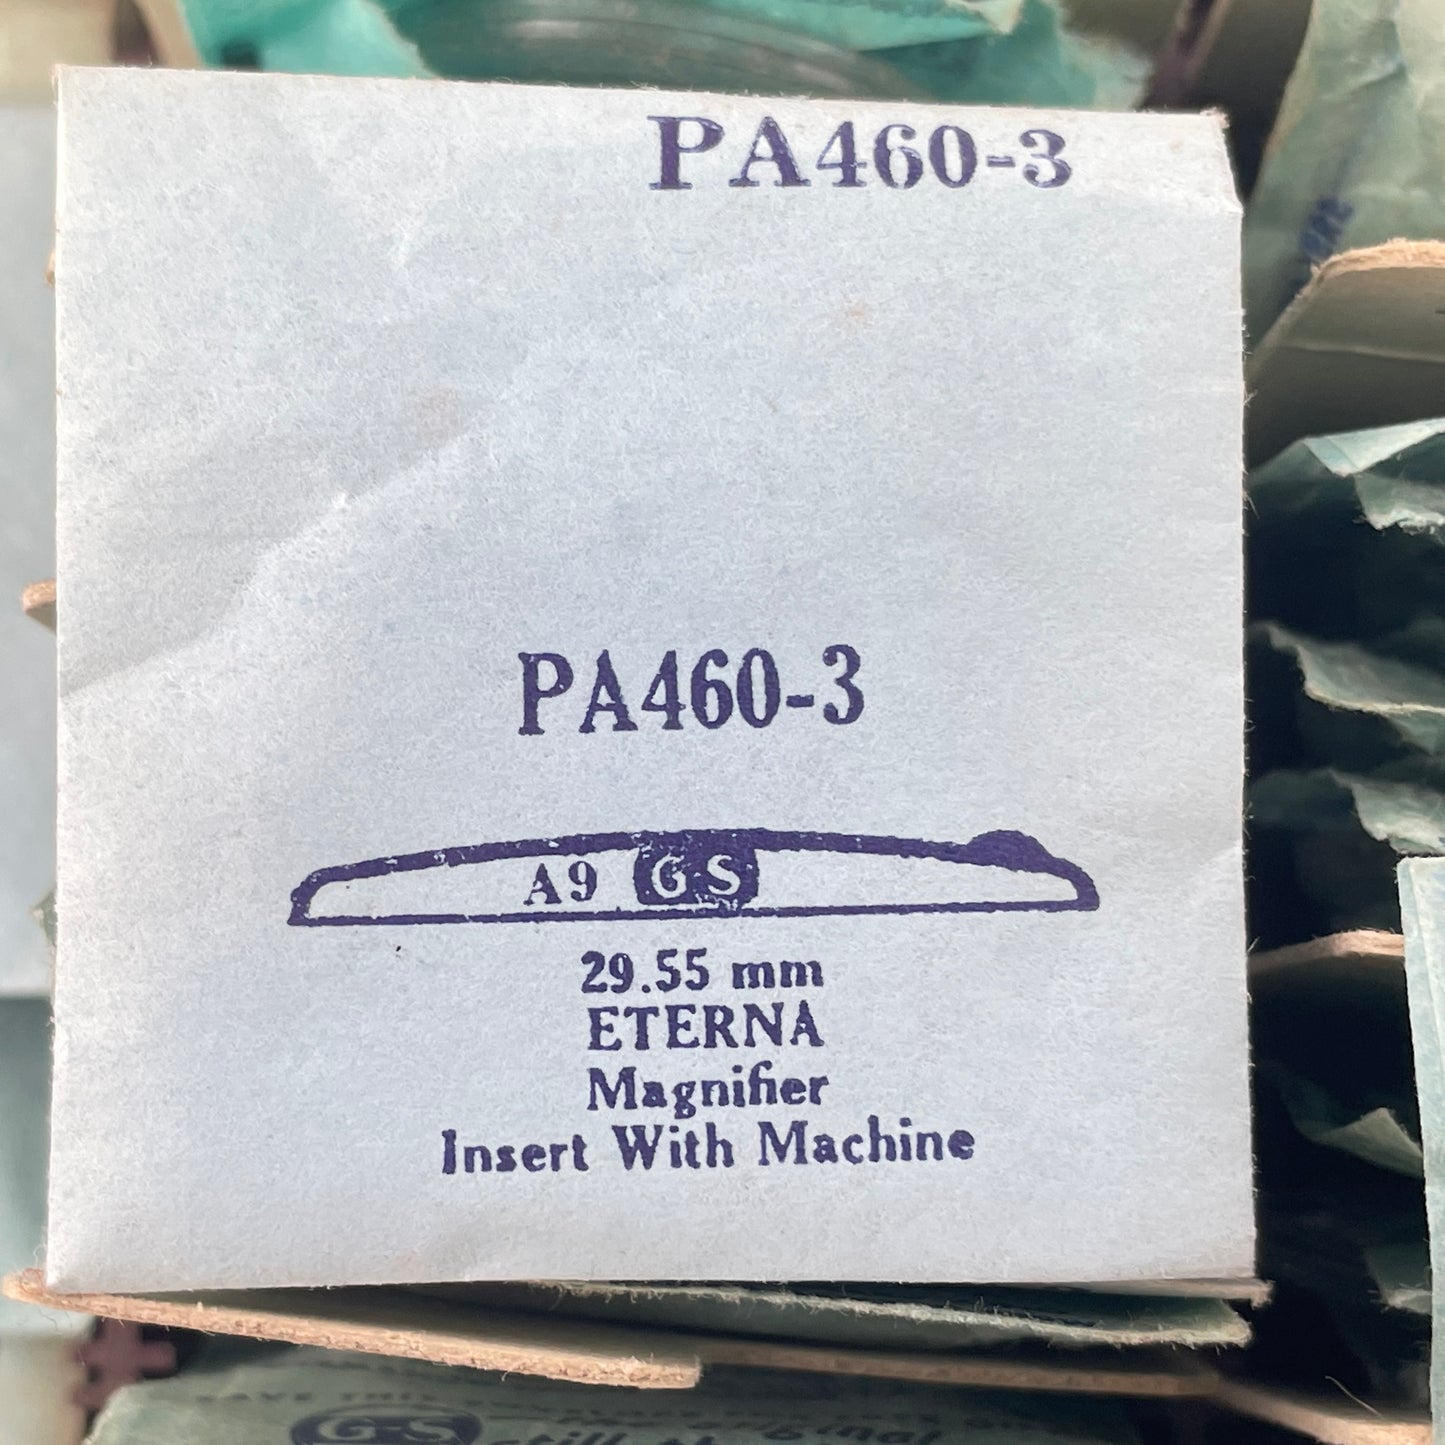 PA460-3
PA460-3
A9 GS
29.55 mm
ETERNA
Magnifier
Insert With Machine
G-S